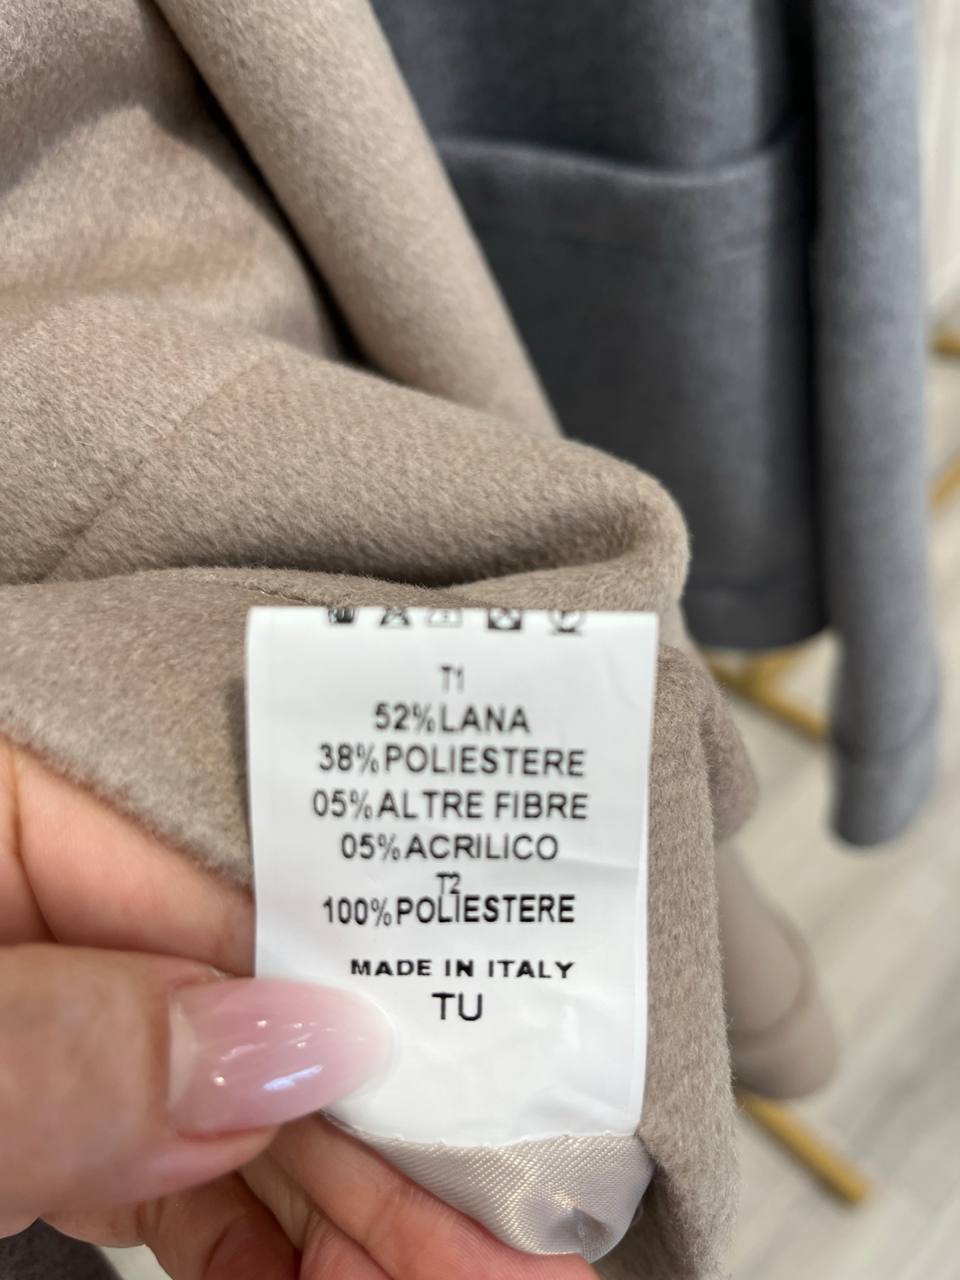 T1
52%LANA
38%POLIESTERE
05%ALTRE FIBRE
05%ACRILICO
T2
100%POLIESTERE
MADE IN ITALY
TU